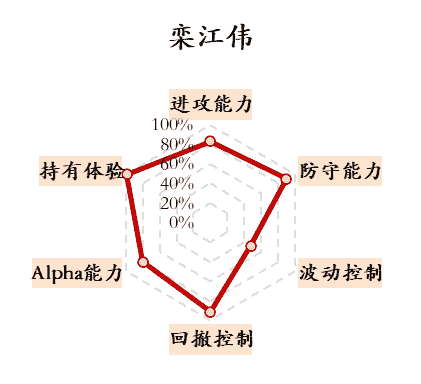 栾江伟
进攻能力
100%
80%
60%
40%
20%
0%
持有体验
防守能力
Alpha能力
波动控制
回撤控制